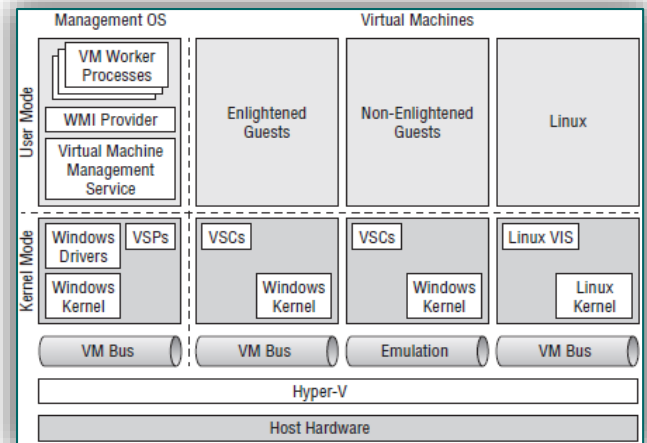 Management OS
Virtual Machines
User Mode
VM Worker
Processes
WMI Provider
Virtual Machine
Management
Service
Enlightened
Guests
Non-Enlightened
Guests
Linux
Kernel Mode
Windows
Drivers
VSPs
Windows
Kernel
VSCs
Windows
Kernel
VSCs
Windows
Kernel
Linux VIS
Linux
Kernel
VM Bus
VM Bus
Emulation
VM Bus
Hyper-V
Host Hardware